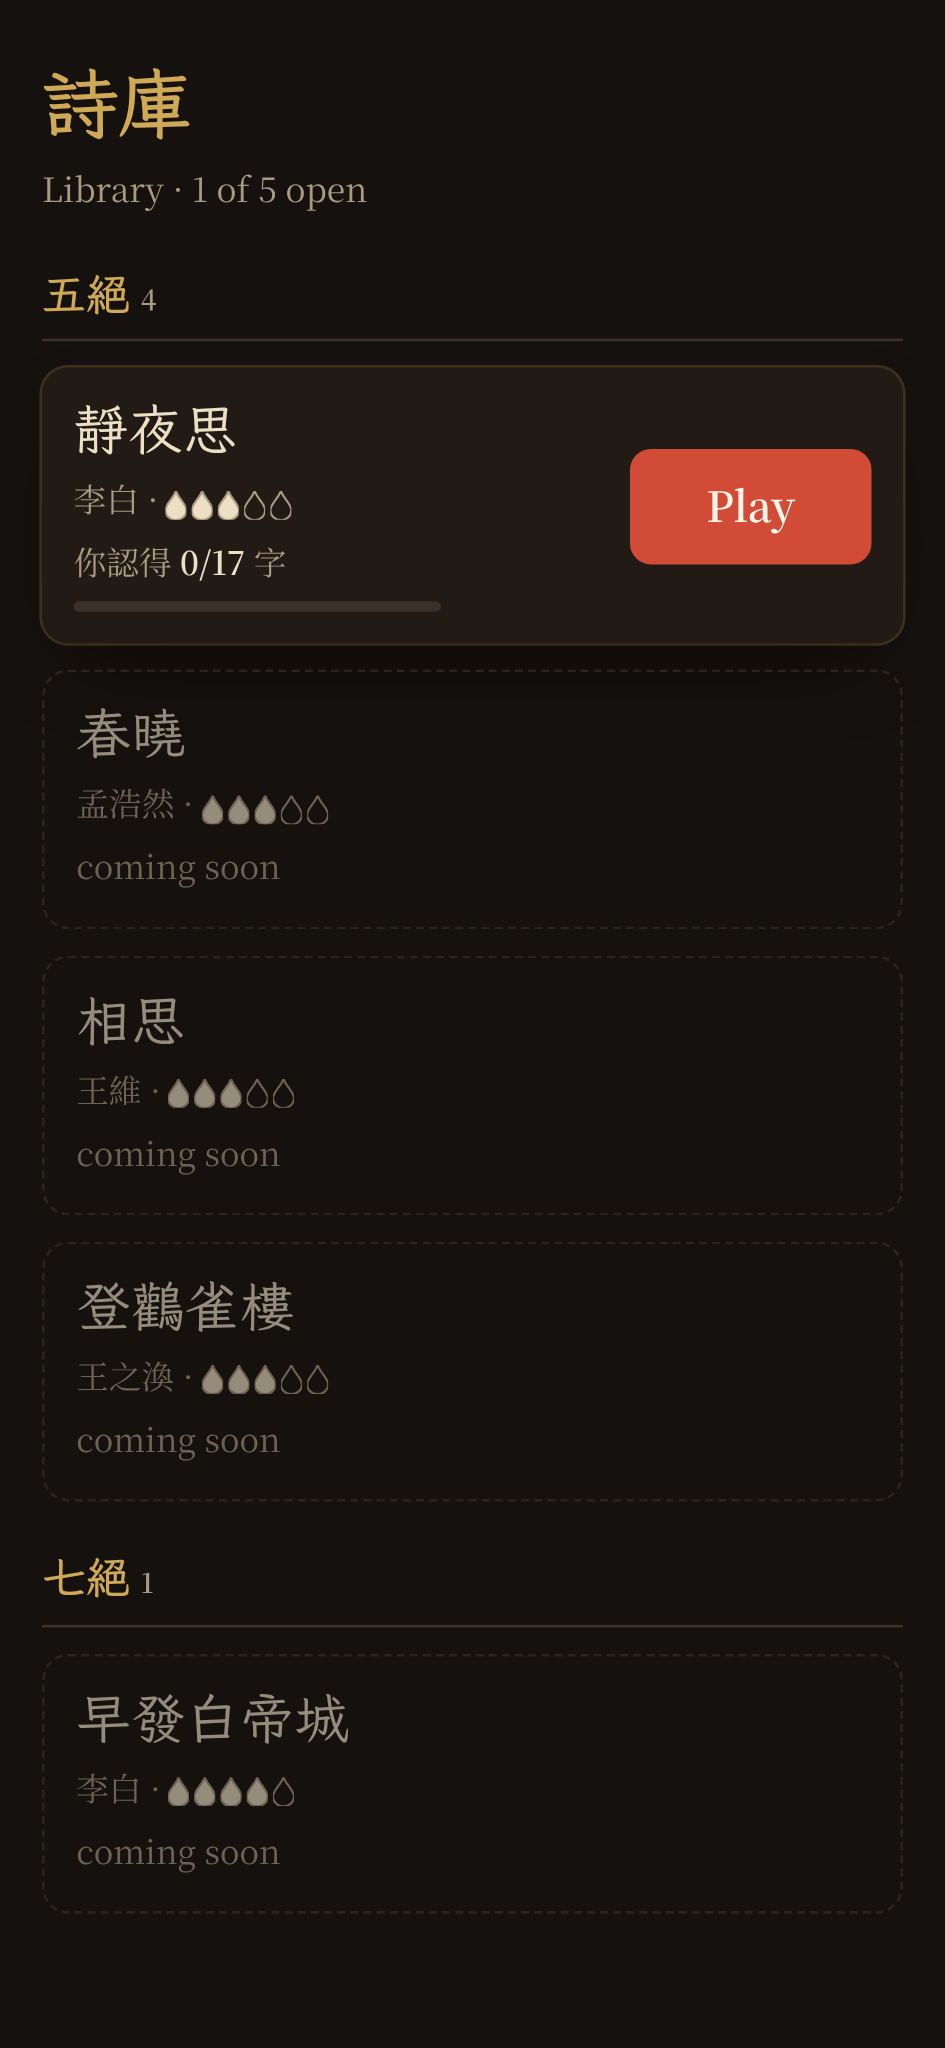 詩庫
Library · 1 of 5 open
五絕 4
靜夜思
李白 ·
你認得 0/17 字
Play
春曉
孟浩然 ·
coming soon
相思
王維 ·
coming soon
登鸛雀樓
王之渙 ·
coming soon
七絕 1
早發白帝城
李白 ·
coming soon